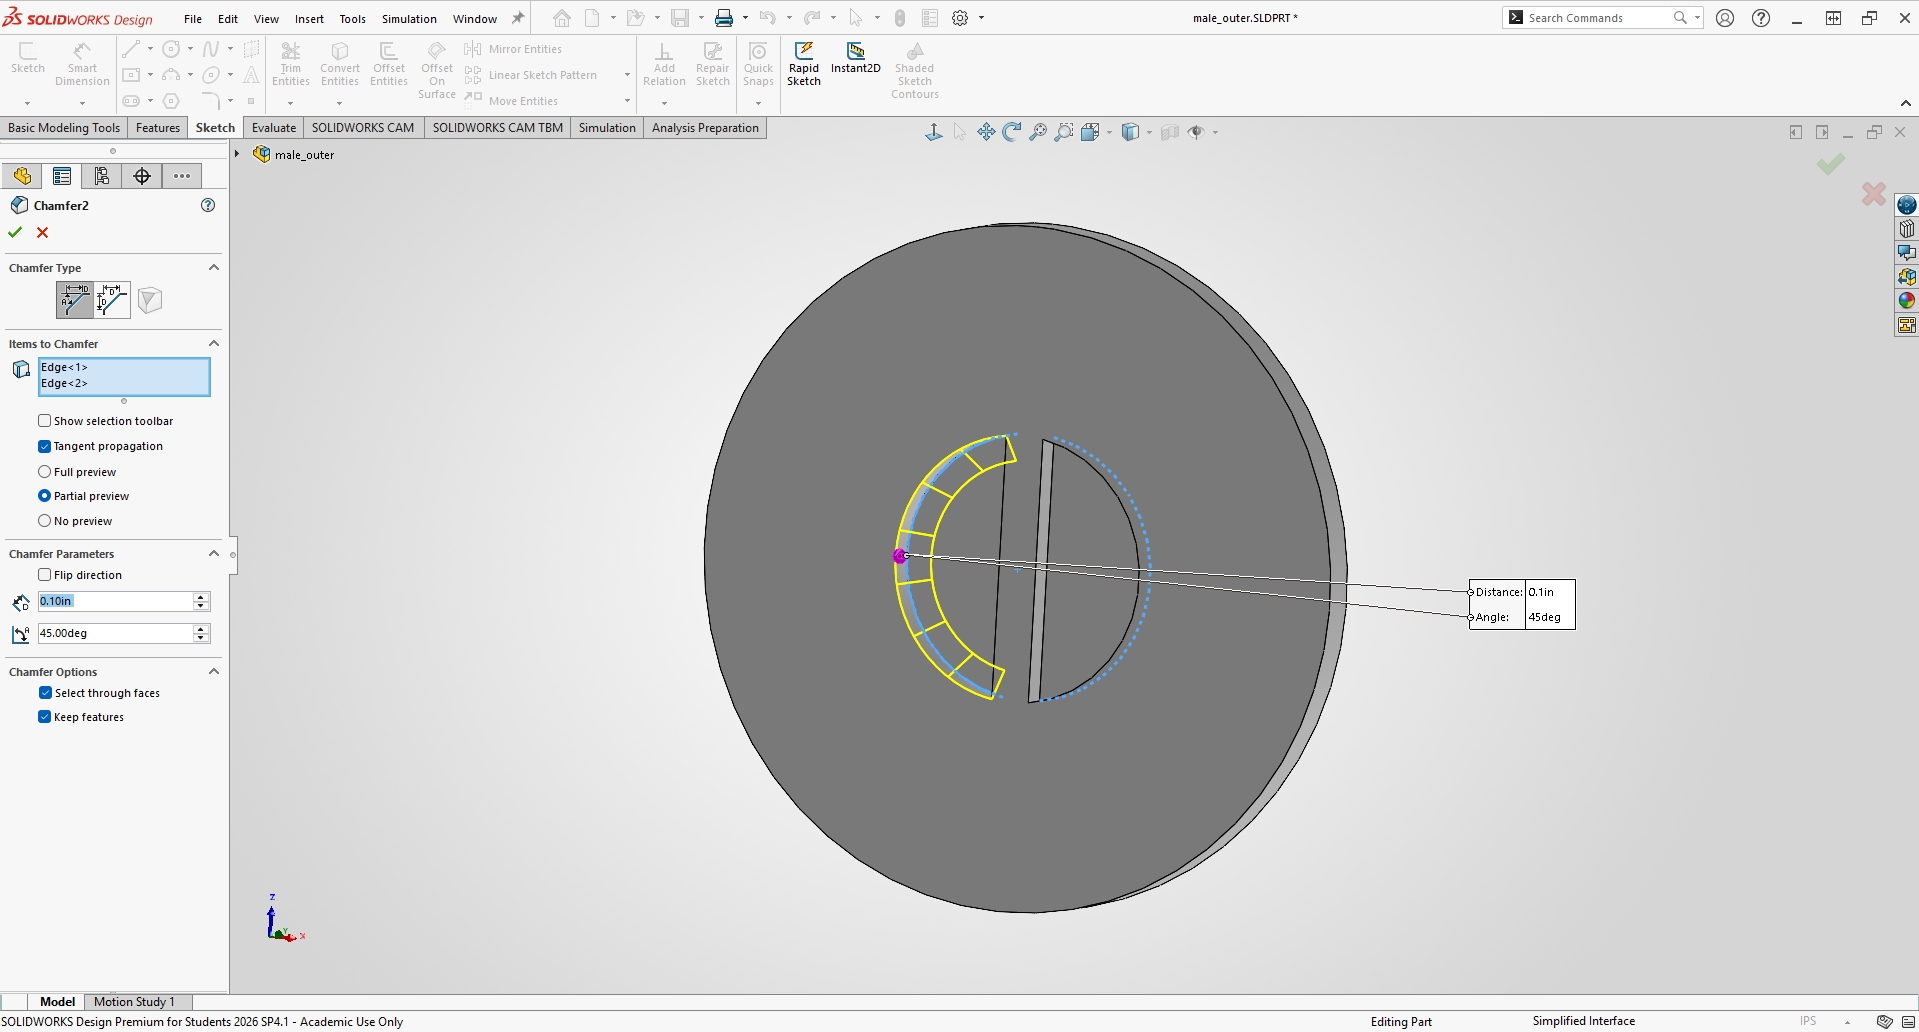 SOLIDWORKS Design
File Edit View Insert Tools Simulation Window
male_outer.SLDPRT *
Search Commands
Sketch
Smart Dimension
Trim Entities
Convert Entities
Offset Entities
Offset On Surface
Mirror Entities
Linear Sketch Pattern
Move Entities
Add Relation
Repair Sketch
Quick Snaps
Rapid Sketch
Instant2D
Shaded Sketch Contours
Basic Modeling Tools Features Sketch Evaluate SOLIDWORKS CAM SOLIDWORKS CAM TBM Simulation Analysis Preparation
male_outer
Chamfer2
Chamfer Type
Items to Chamfer
Edge<1>
Edge<2>
Show selection toolbar
Tangent propagation
Full preview
Partial preview
No preview
Chamfer Parameters
Flip direction
0.10in
45.00deg
Chamfer Options
Select through faces
Keep features
Distance: 0.1in
Angle: 45deg
Z
Y
X
Model Motion Study 1
SOLIDWORKS Design Premium for Students 2026 SP4.1 - Academic Use Only
Editing Part
Simplified Interface
IPS